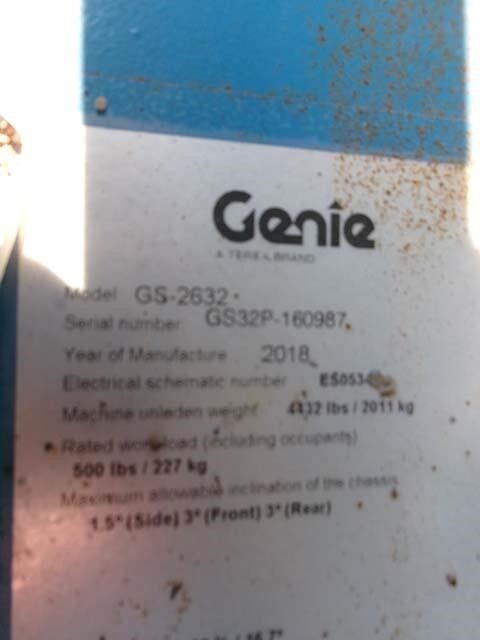 Genie
A TEREX BRAND
Model GS-2632
Serial number: GS32P-160987
Year of Manufacture 2018
Electrical schematic number
Machine unladen weight 4432 lbs / 2011 kg
Rated workload (including occupants)
500 lbs / 227 kg
Maximum allowable inclination of the chassis
1.5° (Side) 3° (Front) 3° (Rear)